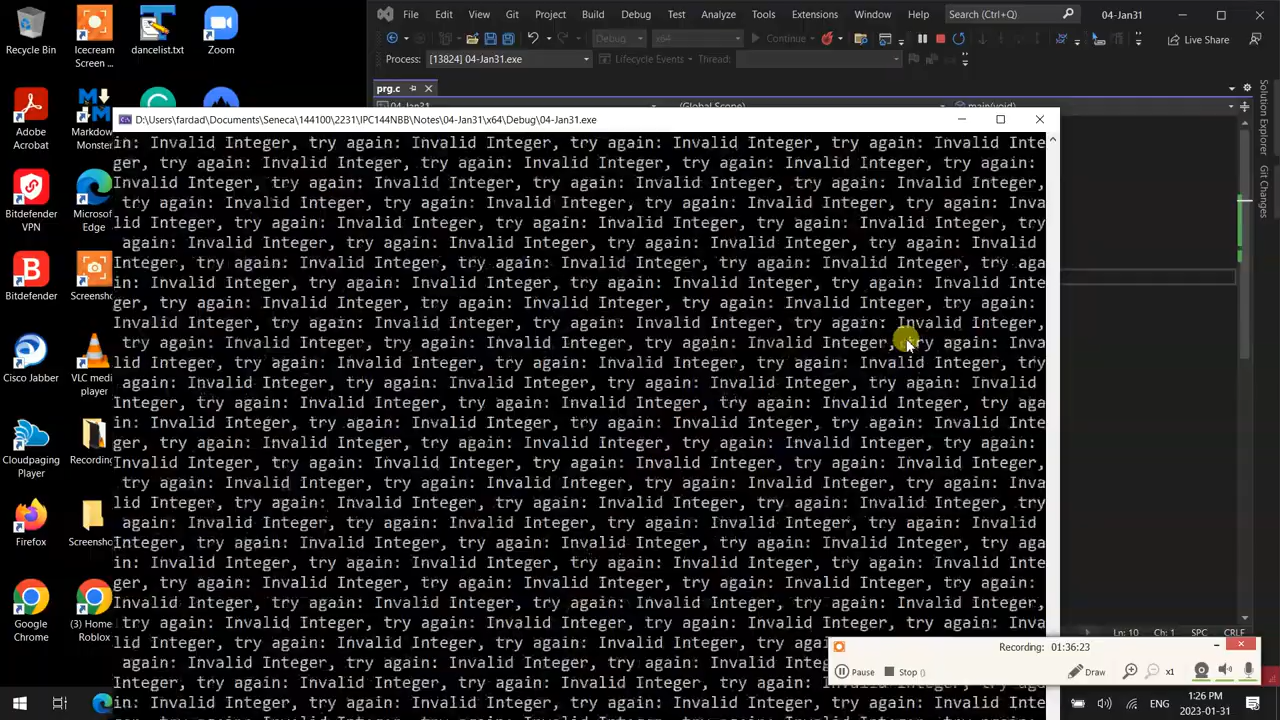 File Edit View Git Project Build Debug Test Analyze Tools Extensions Window Help Search (Ctrl+Q) 04-Jan31
Debug x64 Continue Live Share
Process: [13824] 04-Jan31.exe Lifecycle Events Thread:
prg.c
04-Jan31 (Global Scope) main(void)
Solution Explorer
Git Changes
Recycle Bin
Icecream
Screen ...
dancelist.txt
Zoom
Adobe
Acrobat
Markdow
Monster
Bitdefender
VPN
Microsof
Edge
Bitdefender
Screensho
Cisco Jabber
VLC medi
player
Cloudpaging
Player
Recording
Firefox
Screensho
Google
Chrome
(3) Home
Roblox
D:\Users\fardad\Documents\Seneca\144100\2231\IPC144NBB\Notes\04-Jan31\x64\Debug\04-Jan31.exe
in: Invalid Integer, try again: Invalid Integer, try again: Invalid Integer, try again: Invalid Inte
ger, try again: Invalid Integer, try again: Invalid Integer, try again: Invalid Integer, try again:
Invalid Integer, try again: Invalid Integer, try again: Invalid Integer, try again: Invalid Integer,
try again: Invalid Integer, try again: Invalid Integer, try again: Invalid Integer, try again: Inva
lid Integer, try again: Invalid Integer, try again: Invalid Integer, try again: Invalid Integer, try
again: Invalid Integer, try again: Invalid Integer, try again: Invalid Integer, try again: Invalid
Integer, try again: Invalid Integer, try again: Invalid Integer, try again: Invalid Integer, try aga
in: Invalid Integer, try again: Invalid Integer, try again: Invalid Integer, try again: Invalid Inte
ger, try again: Invalid Integer, try again: Invalid Integer, try again: Invalid Integer, try again:
Invalid Integer, try again: Invalid Integer, try again: Invalid Integer, try again: Invalid Integer,
try again: Invalid Integer, try again: Invalid Integer, try again: Invalid Integer, try again: Inva
lid Integer, try again: Invalid Integer, try again: Invalid Integer, try again: Invalid Integer, try
again: Invalid Integer, try again: Invalid Integer, try again: Invalid Integer, try again: Invalid
Integer, try again: Invalid Integer, try again: Invalid Integer, try again: Invalid Integer, try aga
in: Invalid Integer, try again: Invalid Integer, try again: Invalid Integer, try again: Invalid Inte
ger, try again: Invalid Integer, try again: Invalid Integer, try again: Invalid Integer, try again:
Invalid Integer, try again: Invalid Integer, try again: Invalid Integer, try again: Invalid Integer,
try again: Invalid Integer, try again: Invalid Integer, try again: Invalid Integer, try again: Inva
lid Integer, try again: Invalid Integer, try again: Invalid Integer, try again: Invalid Integer, try
again: Invalid Integer, try again: Invalid Integer, try again: Invalid Integer, try again: Invalid
Integer, try again: Invalid Integer, try again: Invalid Integer, try again: Invalid Integer, try aga
in: Invalid Integer, try again: Invalid Integer, try again: Invalid Integer, try again: Invalid Inte
ger, try again: Invalid Integer, try again: Invalid Integer, try again: Invalid Integer, try again:
Invalid Integer, try again: Invalid Integer, try again: Invalid Integer, try again: Invalid Integer,
try again: Invalid Integer, try again: Invalid Integer, try again: Invalid Integer, try again: Inva
lid Integer, try again: Invalid Integer, try again: Invalid Integer, try again: Inva
again: Invalid Integer, try again: Invalid Integer, try again: Invalid Integer, try
Integer, try again: Invalid Integer, try again: Invalid Integer, try again: Invalid
in: Invalid Integer, try again: Invalid Integer, try again: Invalid Integer, try again: Invalid Inte
Ln: 10 Ch: 1 SPC CRLF
Recording: 01:36:23
Pause Stop () Draw x1
ENG
1:26 PM
2023-01-31